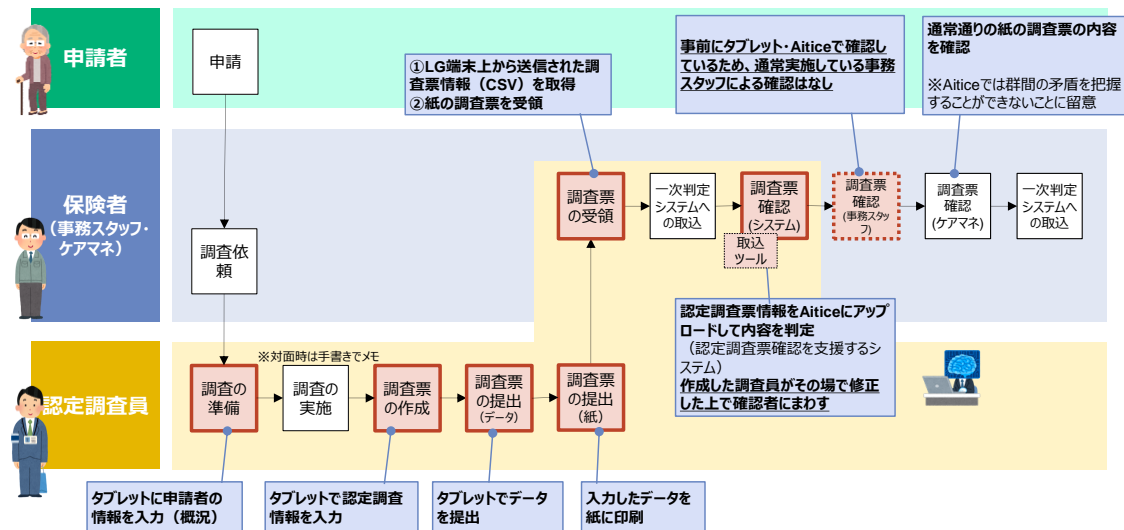 申請者
申請
①LG端末上から送信された調
査票情報（CSV）を取得
②紙の調査票を受領
事前にタブレット・Aiticeで確認し
ているため、通常実施している事務
スタッフによる確認はなし
通常通りの紙の調査票の内容
を確認
※Aiticeでは群間の矛盾を把握
することができないことに留意
保険者
（事務スタッフ・
ケアマネ）
調査依
頼
調査票
の受領
一次判定
システムへ
の取込
調査票
確認
(システム)
取込
ツール
調査票
確認
(事務スタッ
フ)
調査票
確認
(ケアマネ)
一次判定
システムへ
の取込
認定調査票情報をAiticeにアップ
ロードして内容を判定
（認定調査票確認を支援するシ
ステム）
作成した調査員がその場で修正
した上で確認者にまわす
認定調査員
※対面時は手書きでメモ
調査の
準備
調査の
実施
調査票
の作成
調査票
の提出
(データ)
調査票
の提出
(紙)
タブレットに申請者の
情報を入力（概況）
タブレットで認定調査
情報を入力
タブレットでデータ
を提出
入力したデータを
紙に印刷